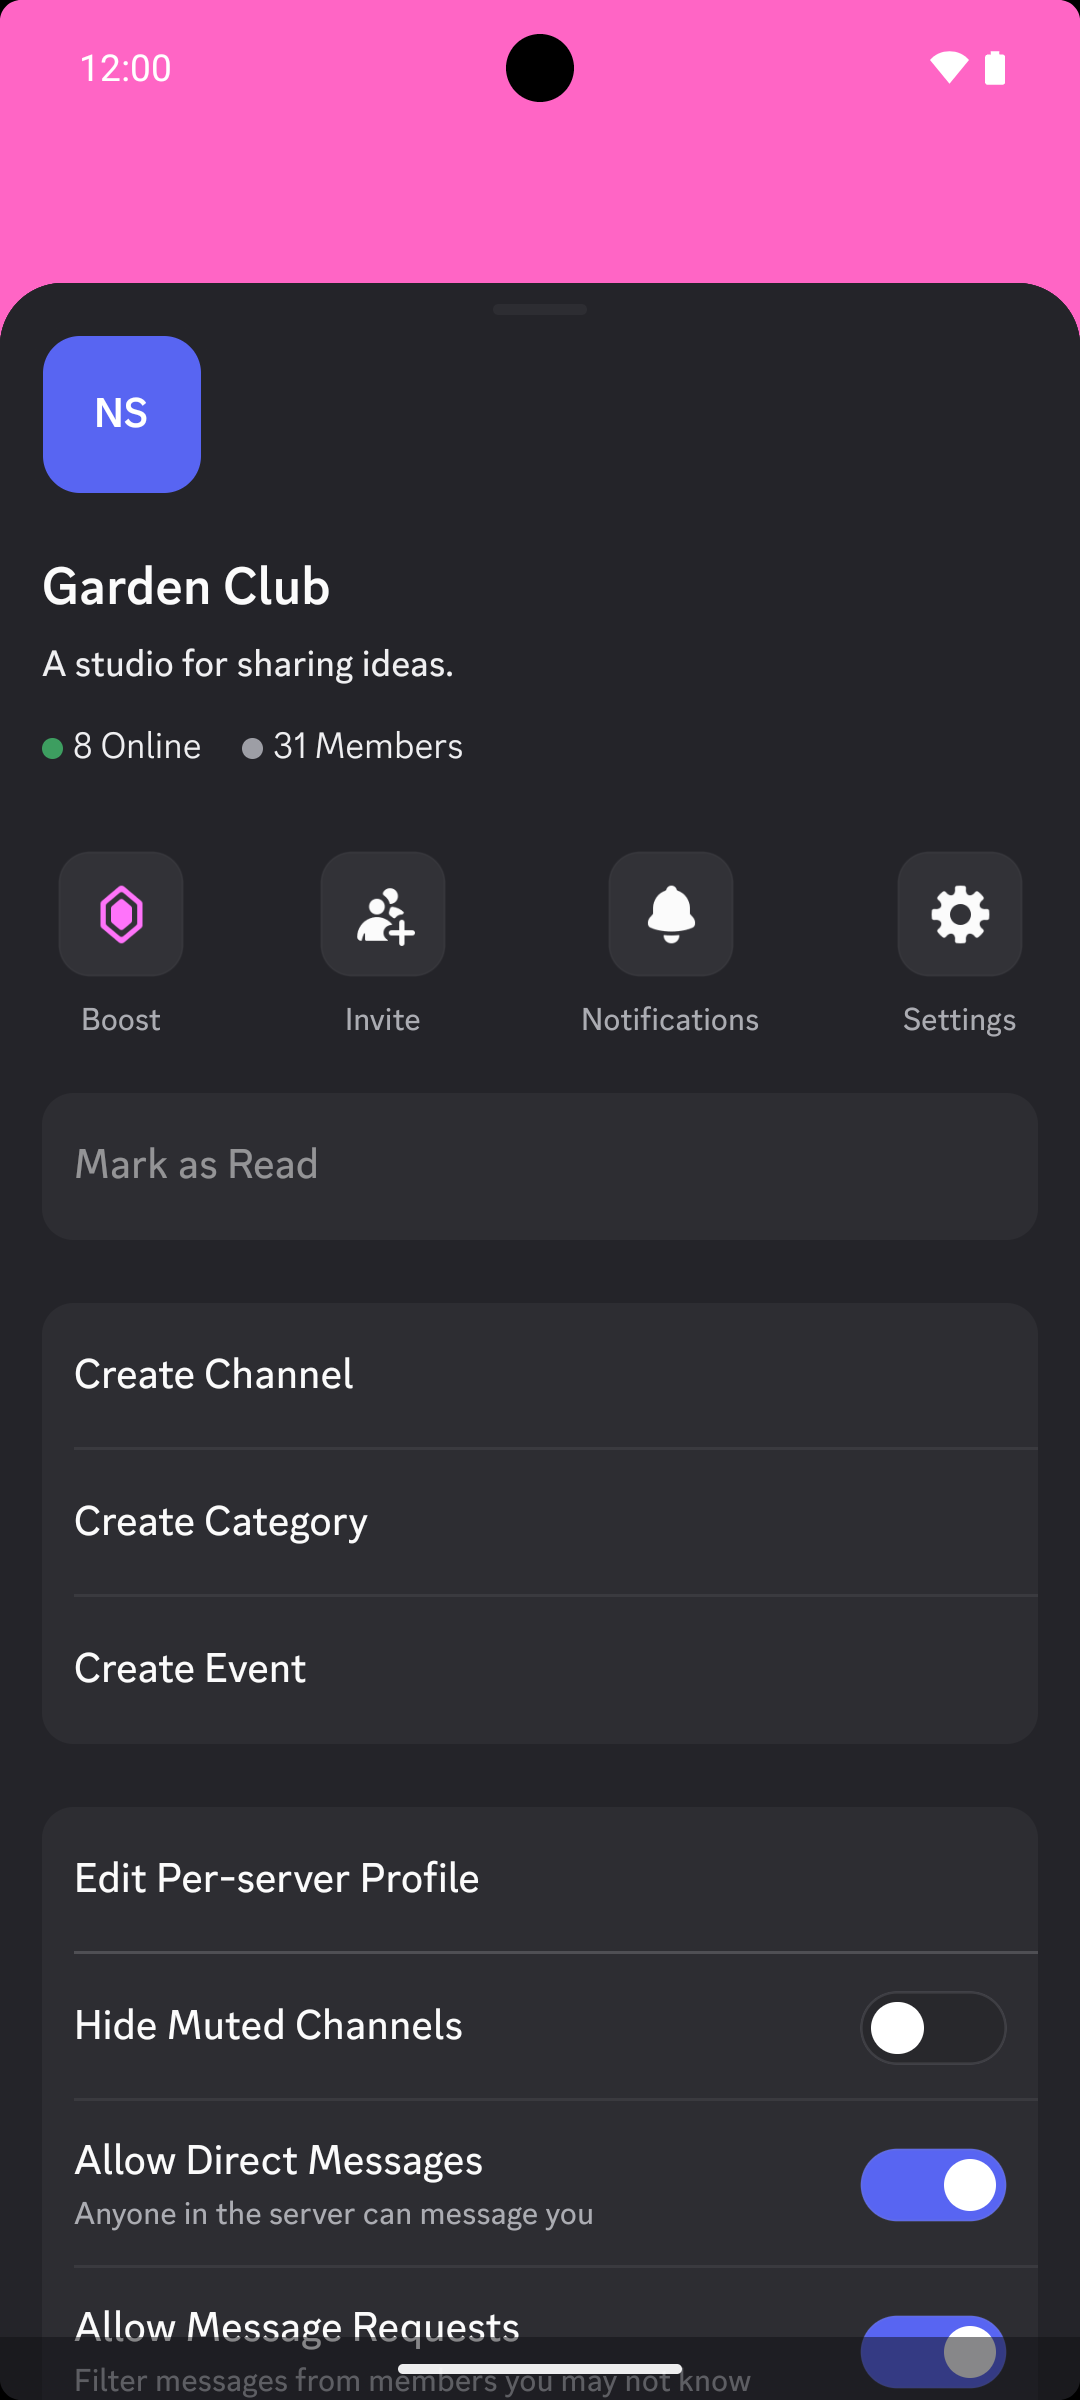 12:00
NS
Garden Club
A studio for sharing ideas.
8 Online 31 Members
Boost Invite Notifications Settings
Mark as Read
Create Channel
Create Category
Create Event
Edit Per-server Profile
Hide Muted Channels
Allow Direct Messages
Anyone in the server can message you
Allow Message Requests
Filter messages from members you may not know